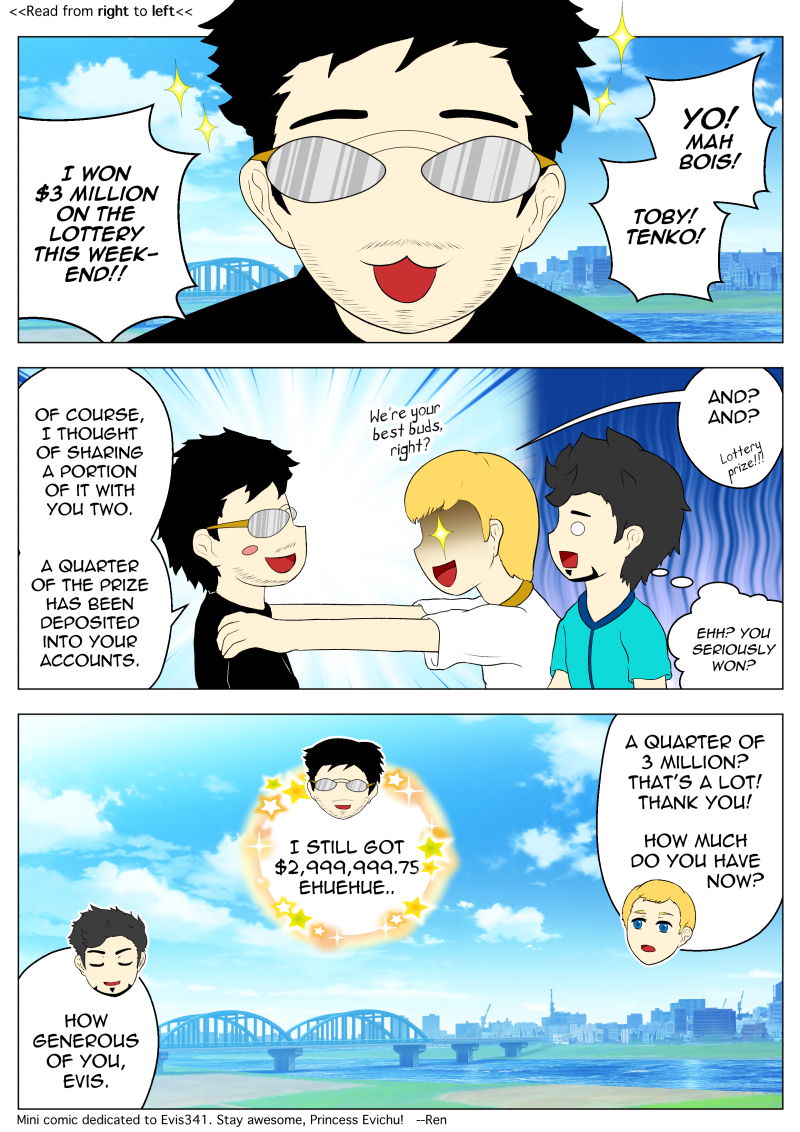 <<Read from right to left<<
YO!
MAH
BOIS!
TOBY!
TENKO!
I WON
$3 MILLION
ON THE
LOTTERY
THIS WEEK-
END!!
AND?
AND?
Lottery
prize!!!
EHH? YOU
SERIOUSLY
WON?
We're your
best buds,
right?
OF COURSE,
I THOUGHT
OF SHARING
A PORTION
OF IT WITH
YOU TWO.
A QUARTER
OF THE PRIZE
HAS BEEN
DEPOSITED
INTO YOUR
ACCOUNTS.
A QUARTER OF
3 MILLION?
THAT'S A LOT!
THANK YOU!
HOW MUCH
DO YOU HAVE
NOW?
I STILL GOT
$2,999,999.75
EHUEHUE..
HOW
GENEROUS
OF YOU,
EVIS.
Mini comic dedicated to Evis341. Stay awesome, Princess Evichu! --Ren